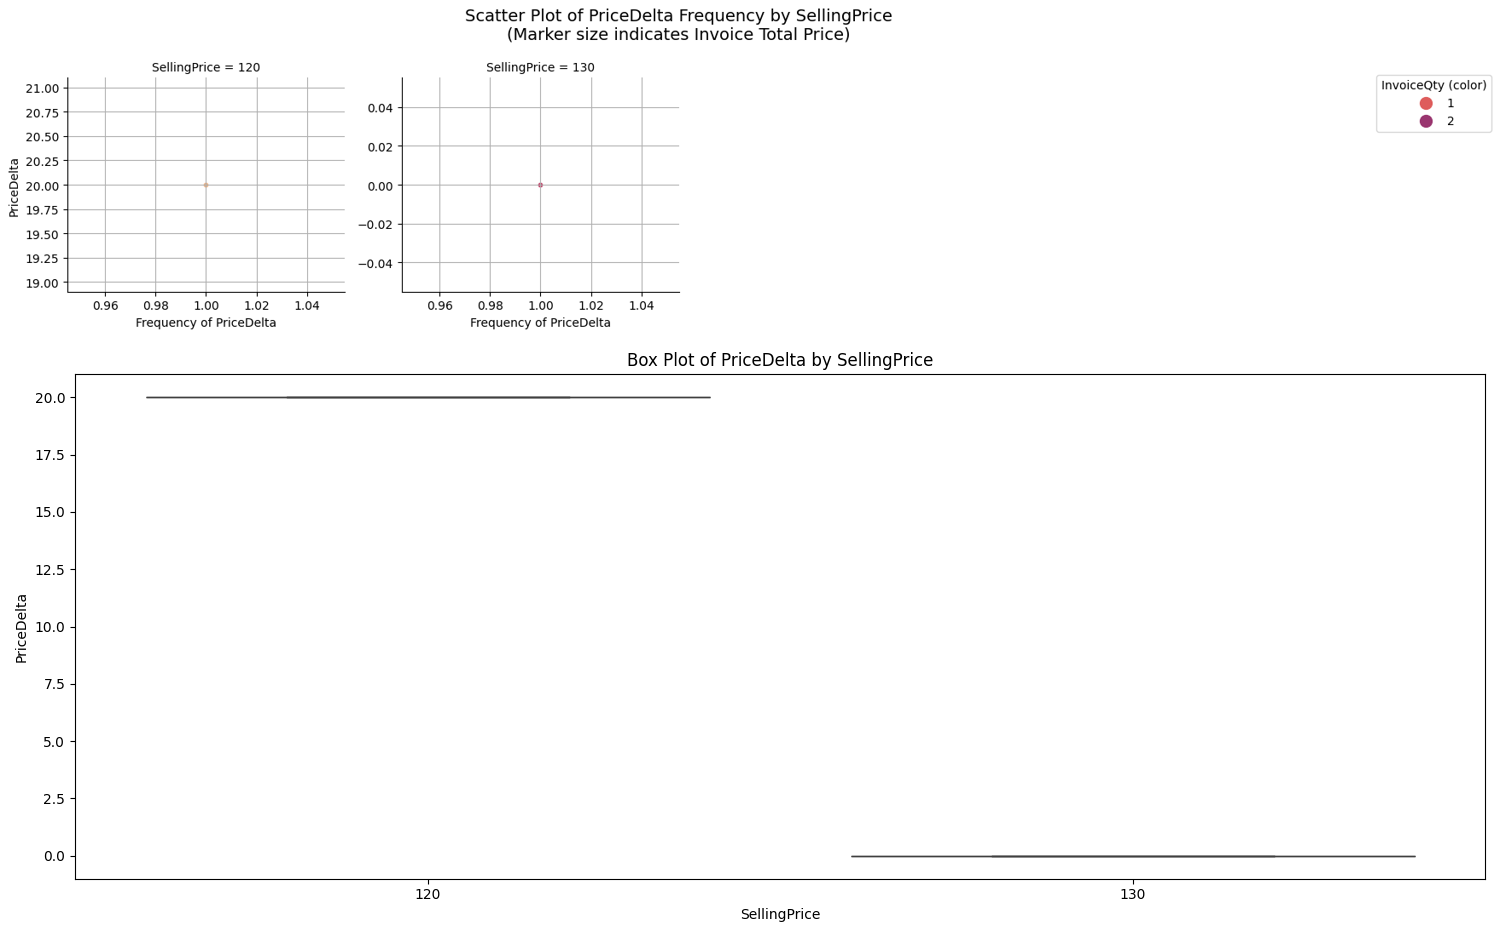 Scatter Plot of PriceDelta Frequency by SellingPrice
(Marker size indicates Invoice Total Price)
SellingPrice = 120
21.00
20.75
20.50
20.25
20.00
19.75
19.50
19.25
19.00
PriceDelta
0.96 0.98 1.00 1.02 1.04
Frequency of PriceDelta
SellingPrice = 130
0.04
0.02
0.00
−0.02
−0.04
0.96 0.98 1.00 1.02 1.04
Frequency of PriceDelta
InvoiceQty (color)
1
2
Box Plot of PriceDelta by SellingPrice
20.0
17.5
15.0
12.5
10.0
7.5
5.0
2.5
0.0
PriceDelta
120 130
SellingPrice